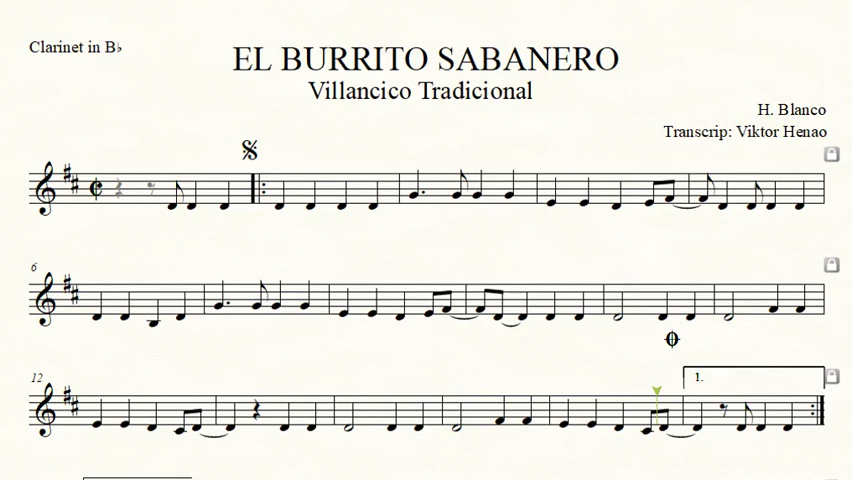 Clarinet in B♭
EL BURRITO SABANERO
Villancico Tradicional
H. Blanco
Transcrip: Viktor Henao
6
12
1.